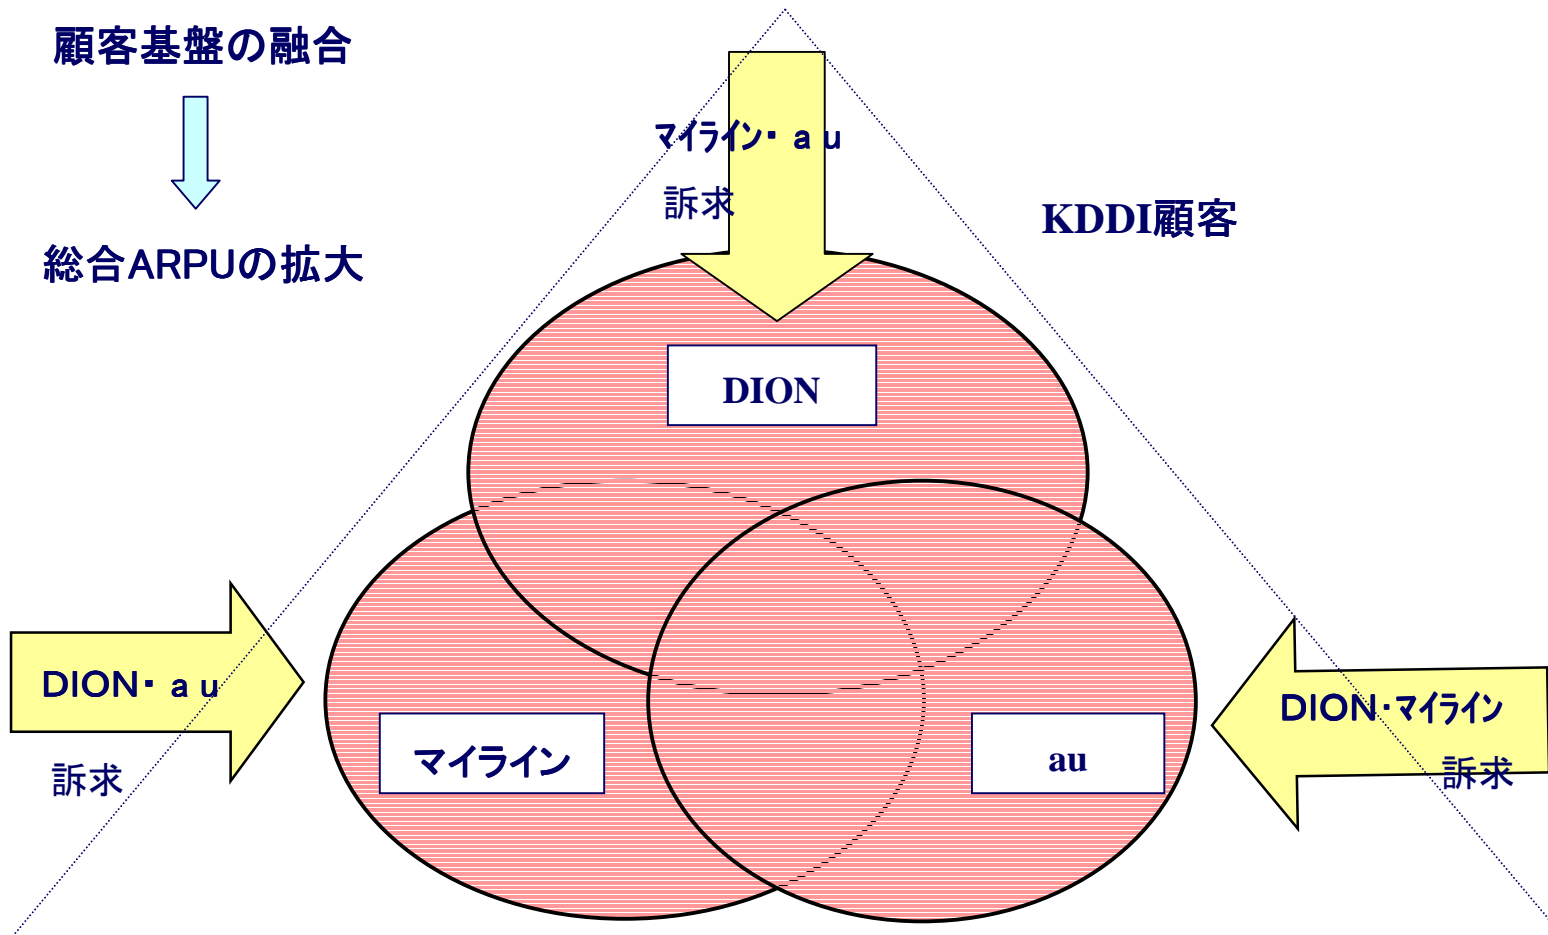 顧客基盤の融合
マイライン・ａｕ
訴求
KDDI顧客
総合ARPUの拡大
DION
DION・ａｕ
訴求
マイライン
au
DION・マイライン
訴求